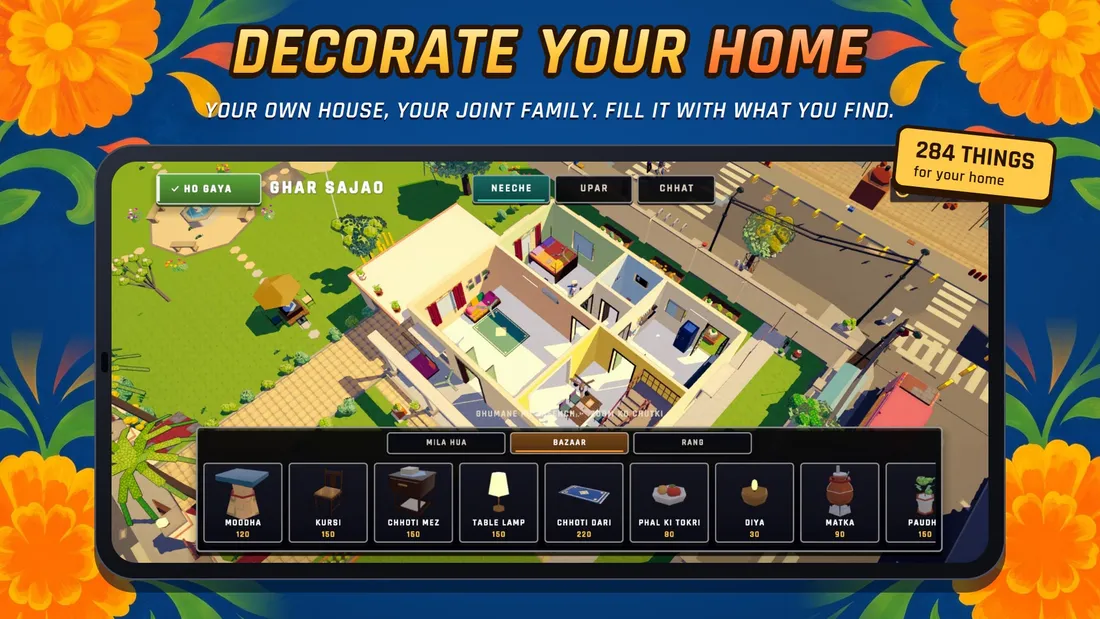 DECORATE YOUR HOME
YOUR OWN HOUSE, YOUR JOINT FAMILY. FILL IT WITH WHAT YOU FIND.
284 THINGS
for your home
✓ HO GAYA
GHAR SAJAO
NEECHE
UPAR
CHHAT
GHUMANE
MILA HUA
BAZAAR
RANG
MODDHA
120
KURSI
150
CHHOTI MEZ
160
TABLE LAMP
150
CHHOTI DARI
220
PHAL KI TOKRI
80
DIYA
30
MATKA
90
PAUDH
150